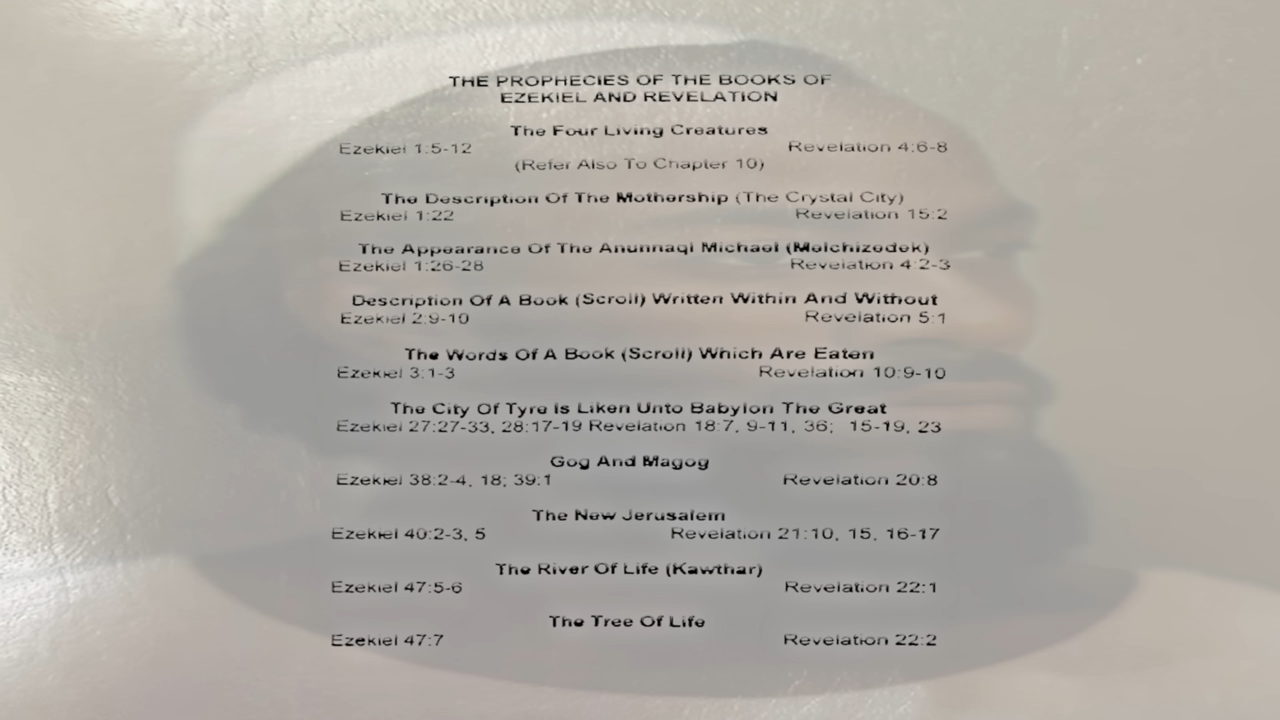 THE PROPHECIES OF THE BOOKS OF
EZEKIEL AND REVELATION
The Four Living Creatures
Ezekiel 1:5-12 Revelation 4:6-8
(Refer Also To Chapter 10)
The Description Of The Mothership (The Crystal City)
Ezekiel 1:22 Revelation 15:2
The Appearance Of The Anunnaqi Michael (Melchizedek)
Ezekiel 1:26-28 Revelation 4:2-3
Description Of A Book (Scroll) Written Within And Without
Ezekiel 2:9-10 Revelation 5:1
The Words Of A Book (Scroll) Which Are Eaten
Ezekiel 3:1-3 Revelation 10:9-10
The City Of Tyre Is Liken Unto Babylon The Great
Ezekiel 27:27-33, 28:17-19 Revelation 18:7, 9-11, 36; 15-19, 23
Gog And Magog
Ezekiel 38:2-4, 18; 39:1 Revelation 20:8
The New Jerusalem
Ezekiel 40:2-3, 5 Revelation 21:10, 15, 16-17
The River Of Life (Kawthar)
Ezekiel 47:5-6 Revelation 22:1
The Tree Of Life
Ezekiel 47:7 Revelation 22:2